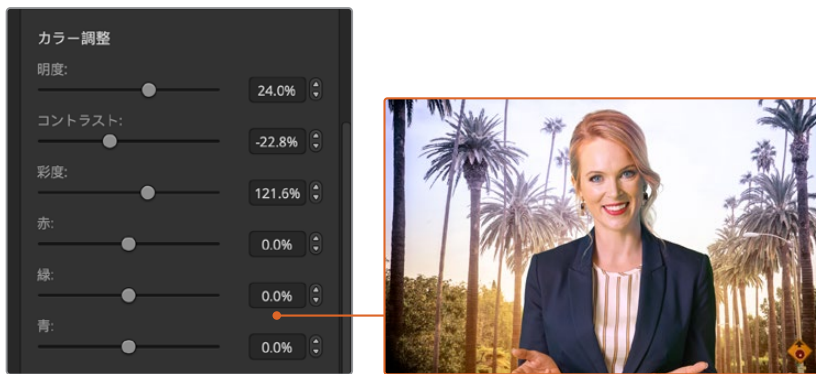 カラー調整
明度:
24.0%
コントラスト:
-22.8%
彩度:
121.6%
赤:
0.0%
緑:
0.0%
青:
0.0%